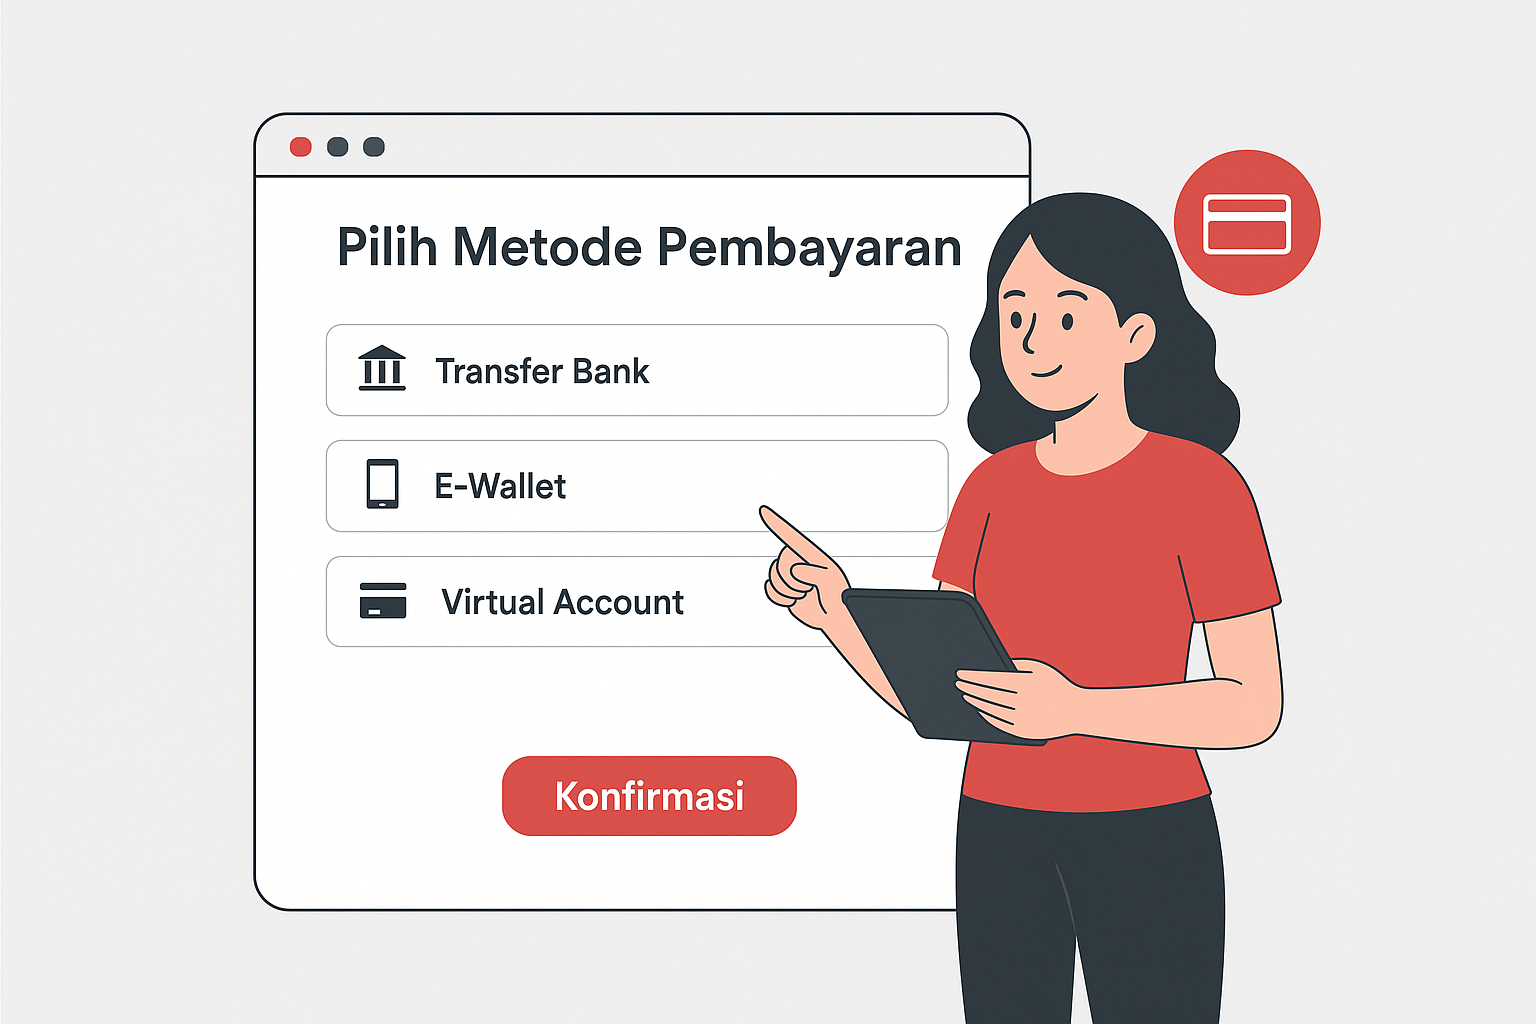 Pilih Metode Pembayaran
Transfer Bank
E-Wallet
Virtual Account
Konfirmasi